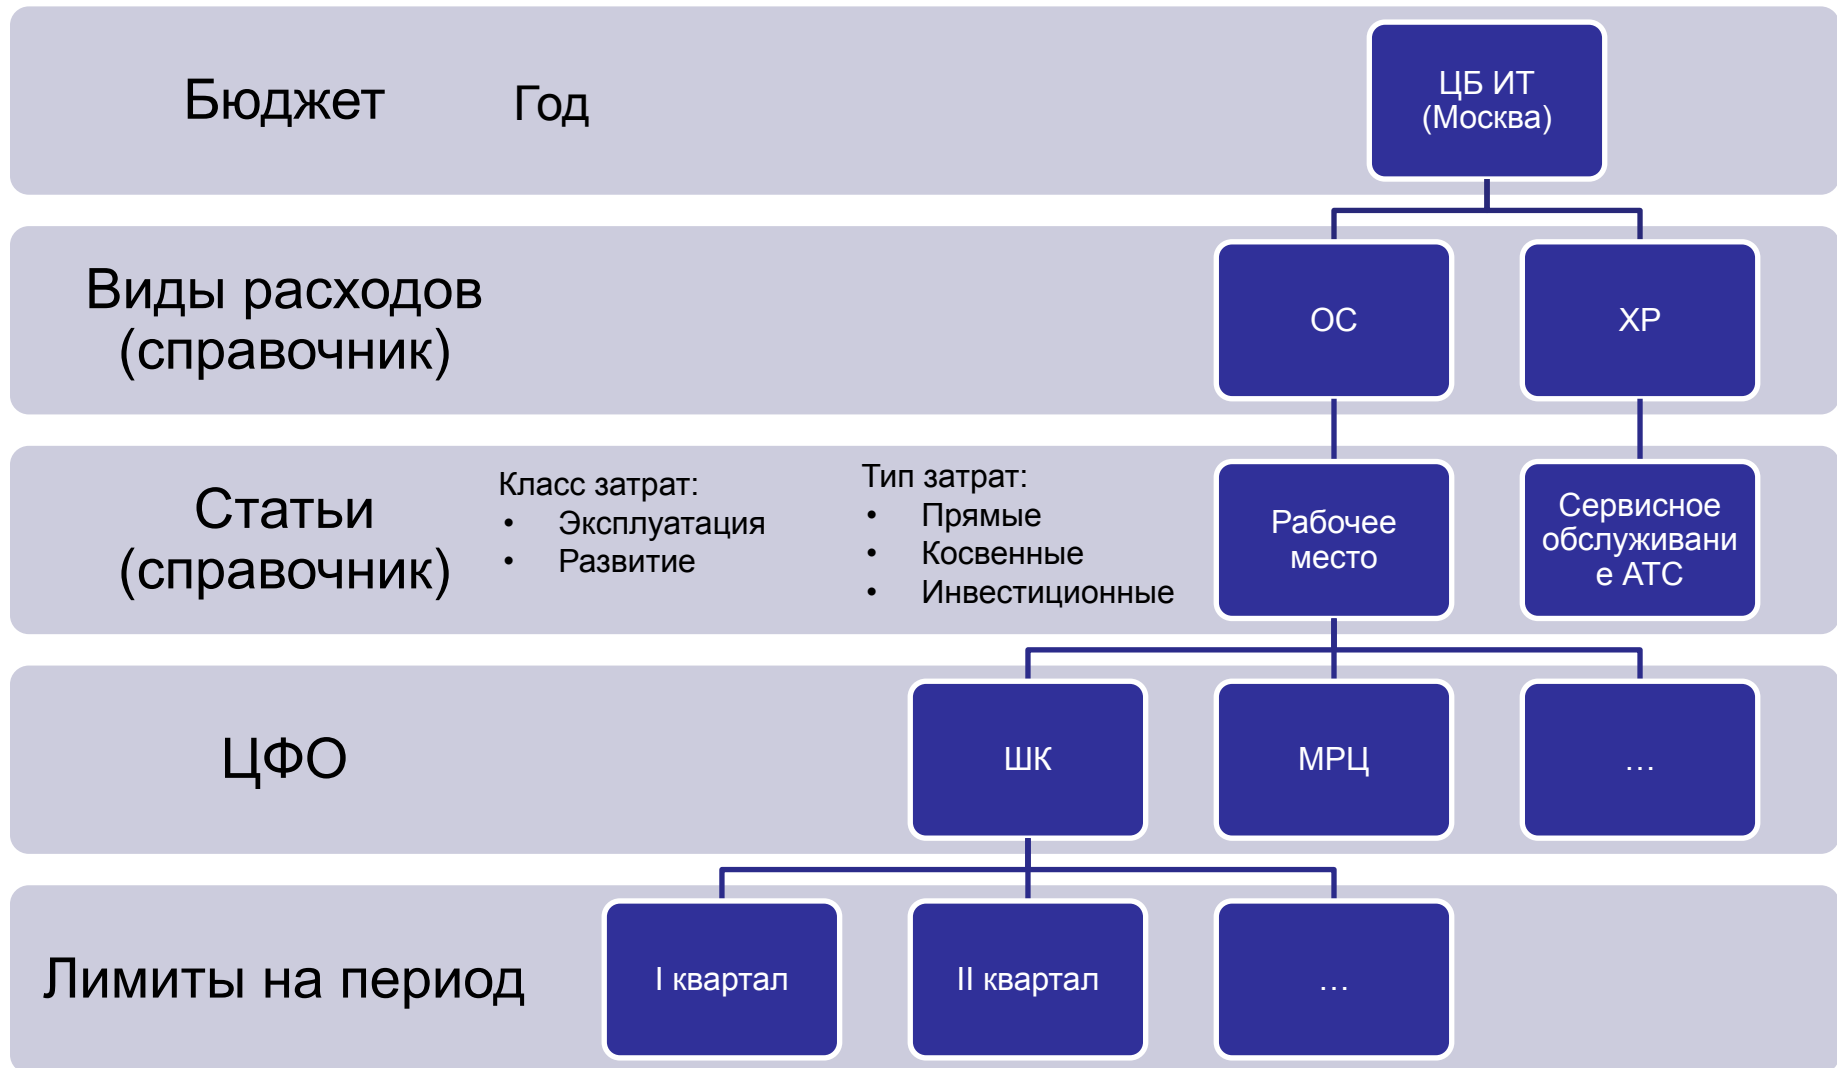 Бюджет
Год
ЦБ ИТ
(Москва)
Виды расходов
(справочник)
ОС
ХР
Статьи
(справочник)
Класс затрат:
• Эксплуатация
• Развитие
Тип затрат:
• Прямые
• Косвенные
• Инвестиционные
Рабочее
место
Сервисное
обслуживани
е АТС
ЦФО
ШК
МРЦ
…
Лимиты на период
I квартал
II квартал
…